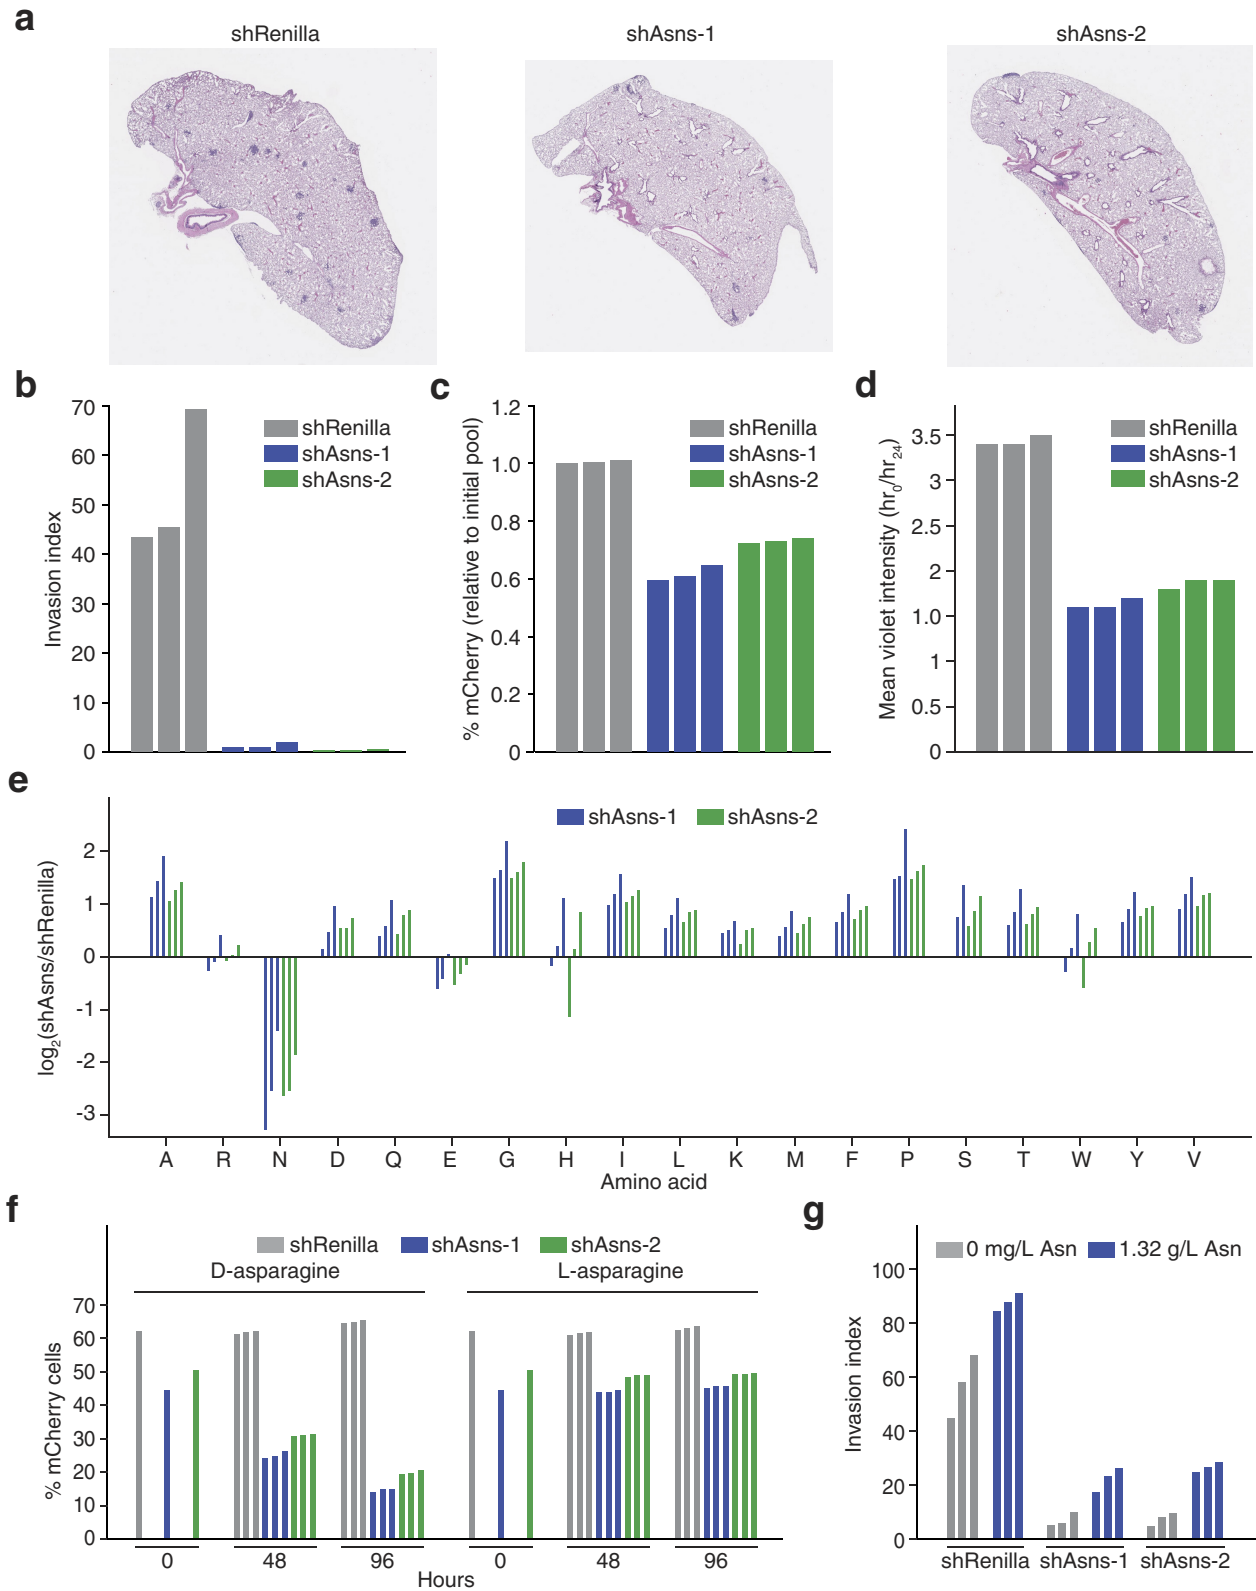 a
shRenilla
shAsns-1
shAsns-2
b
Invasion index
70
60
50
40
30
20
10
0
shRenilla
shAsns-1
shAsns-2
c
% mCherry (relative to initial pool)
1.2
1.0
0.8
0.6
0.4
0.2
0
shRenilla
shAsns-1
shAsns-2
d
Mean violet intensity (hr0/hr24)
3.5
3
2.5
2
1.0
1
0.5
0
shRenilla
shAsns-1
shAsns-2
e
log2(shAsns/shRenilla)
shAsns-1 shAsns-2
2
1
0
-1
-2
-3
A R N D Q E G H I L K M F P S T W Y V
Amino acid
f
shRenilla shAsns-1 shAsns-2
D-asparagine L-asparagine
% mCherry cells
70
60
50
40
30
20
10
0
0 48 96 0 48 96
Hours
g
0 mg/L Asn 1.32 g/L Asn
Invasion index
100
80
60
40
20
0
shRenilla shAsns-1 shAsns-2